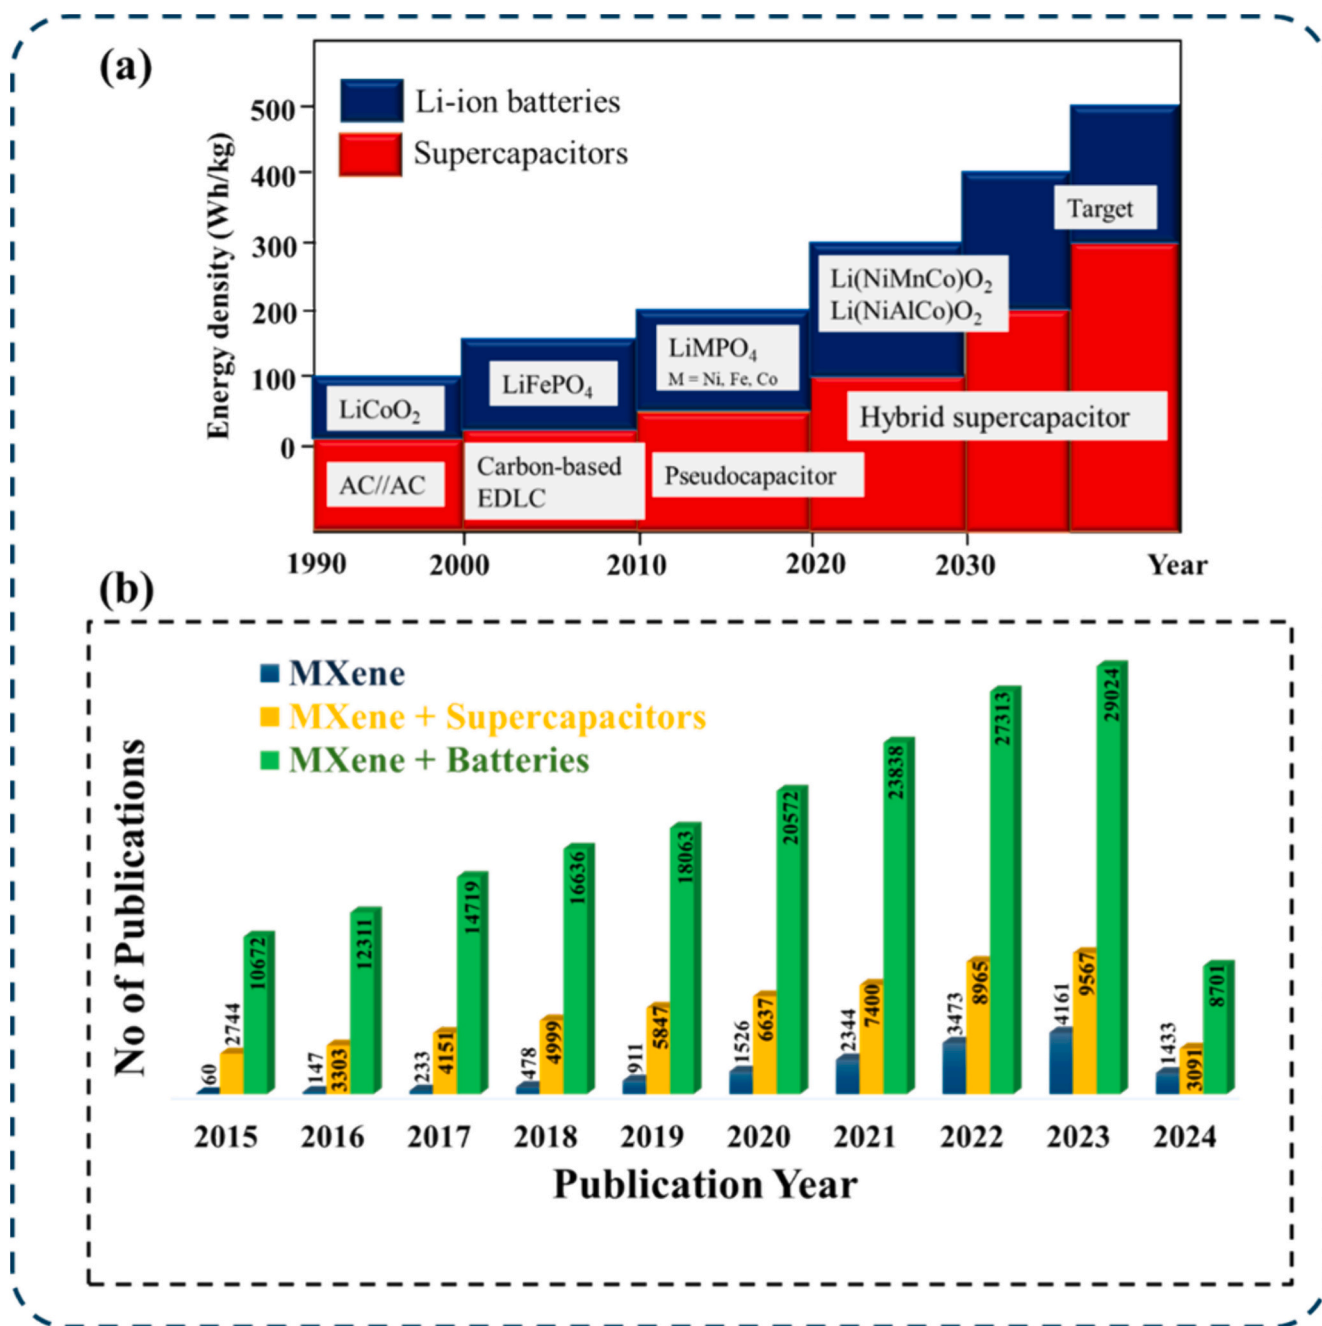 (a)
Li-ion batteries
Supercapacitors
Energy density (Wh/kg)
500
400
300
200
100
0
Target
Li(NiMnCo)O₂
Li(NiAlCo)O₂
LiMPO₄
M = Ni, Fe, Co
LiFePO₄
LiCoO₂
Hybrid supercapacitor
Pseudocapacitor
Carbon-based
EDLC
AC//AC
1990 2000 2010 2020 2030 Year
(b)
MXene
MXene + Supercapacitors
MXene + Batteries
No of Publications
60 2744 10672
147 3303 12311
233 4151 14719
478 4999 16636
911 5847 18063
1526 6637 20572
2344 7400 23838
3473 8965 27313
4161 9567 29024
1433 3091 8701
2015 2016 2017 2018 2019 2020 2021 2022 2023 2024
Publication Year